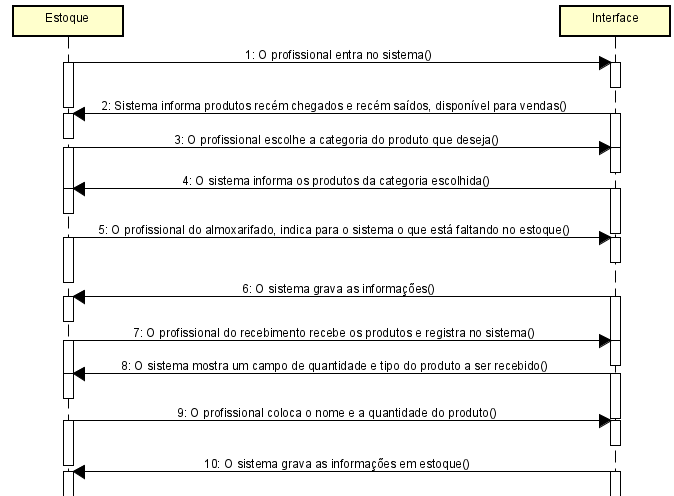 Estoque
Interface
1: O profissional entra no sistema()
2: Sistema informa produtos recém chegados e recém saídos, disponível para vendas()
3: O profissional escolhe a categoria do produto que deseja()
4: O sistema informa os produtos da categoria escolhida()
5: O profissional do almoxarifado, indica para o sistema o que está faltando no estoque()
6: O sistema grava as informações()
7: O profissional do recebimento recebe os produtos e registra no sistema()
8: O sistema mostra um campo de quantidade e tipo do produto a ser recebido()
9: O profissional coloca o nome e a quantidade do produto()
10: O sistema grava as informações em estoque()